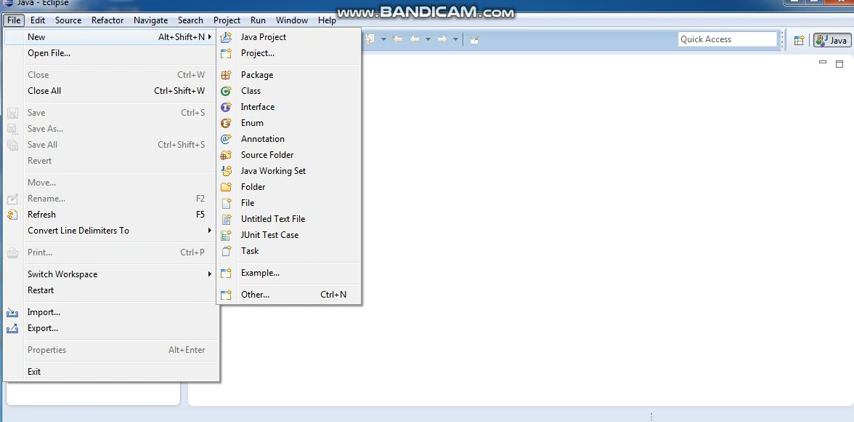 Java - Eclipse
www.BANDICAM.com
File Edit Source Refactor Navigate Search Project Run Window Help
New Alt+Shift+N
Open File...
Close Ctrl+W
Close All Ctrl+Shift+W
Save Ctrl+S
Save As...
Save All Ctrl+Shift+S
Revert
Move...
Rename... F2
Refresh F5
Convert Line Delimiters To
Print... Ctrl+P
Switch Workspace
Restart
Import...
Export...
Properties Alt+Enter
Exit
Java Project
Project...
Package
Class
Interface
Enum
Annotation
Source Folder
Java Working Set
Folder
File
Untitled Text File
JUnit Test Case
Task
Example...
Other... Ctrl+N
Quick Access
Java